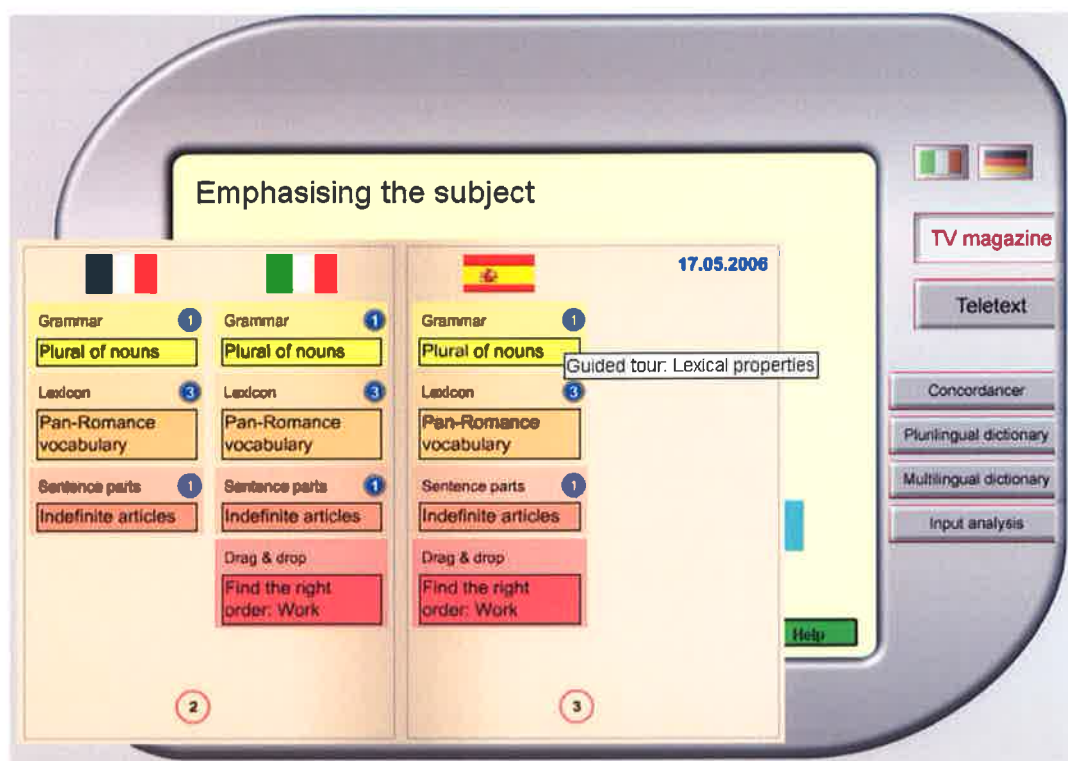 Emphasising the subject
TV magazine
Teletext
Concordancer
Plurilingual dictionary
Multilingual dictionary
Input analysis
Help
17.05.2006
Grammar 1
Plural of nouns
Lexicon 3
Pan-Romance
vocabulary
Sentence parts 1
Indefinite articles
2
Grammar 1
Plural of nouns
Lexicon 3
Pan-Romance
vocabulary
Sentence parts 1
Indefinite articles
Drag & drop
Find the right
order: Work
Grammar 1
Plural of nouns
Guided tour: Lexical properties
Lexicon 3
Pan-Romance
vocabulary
Sentence parts 1
Indefinite articles
Drag & drop
Find the right
order: Work
3